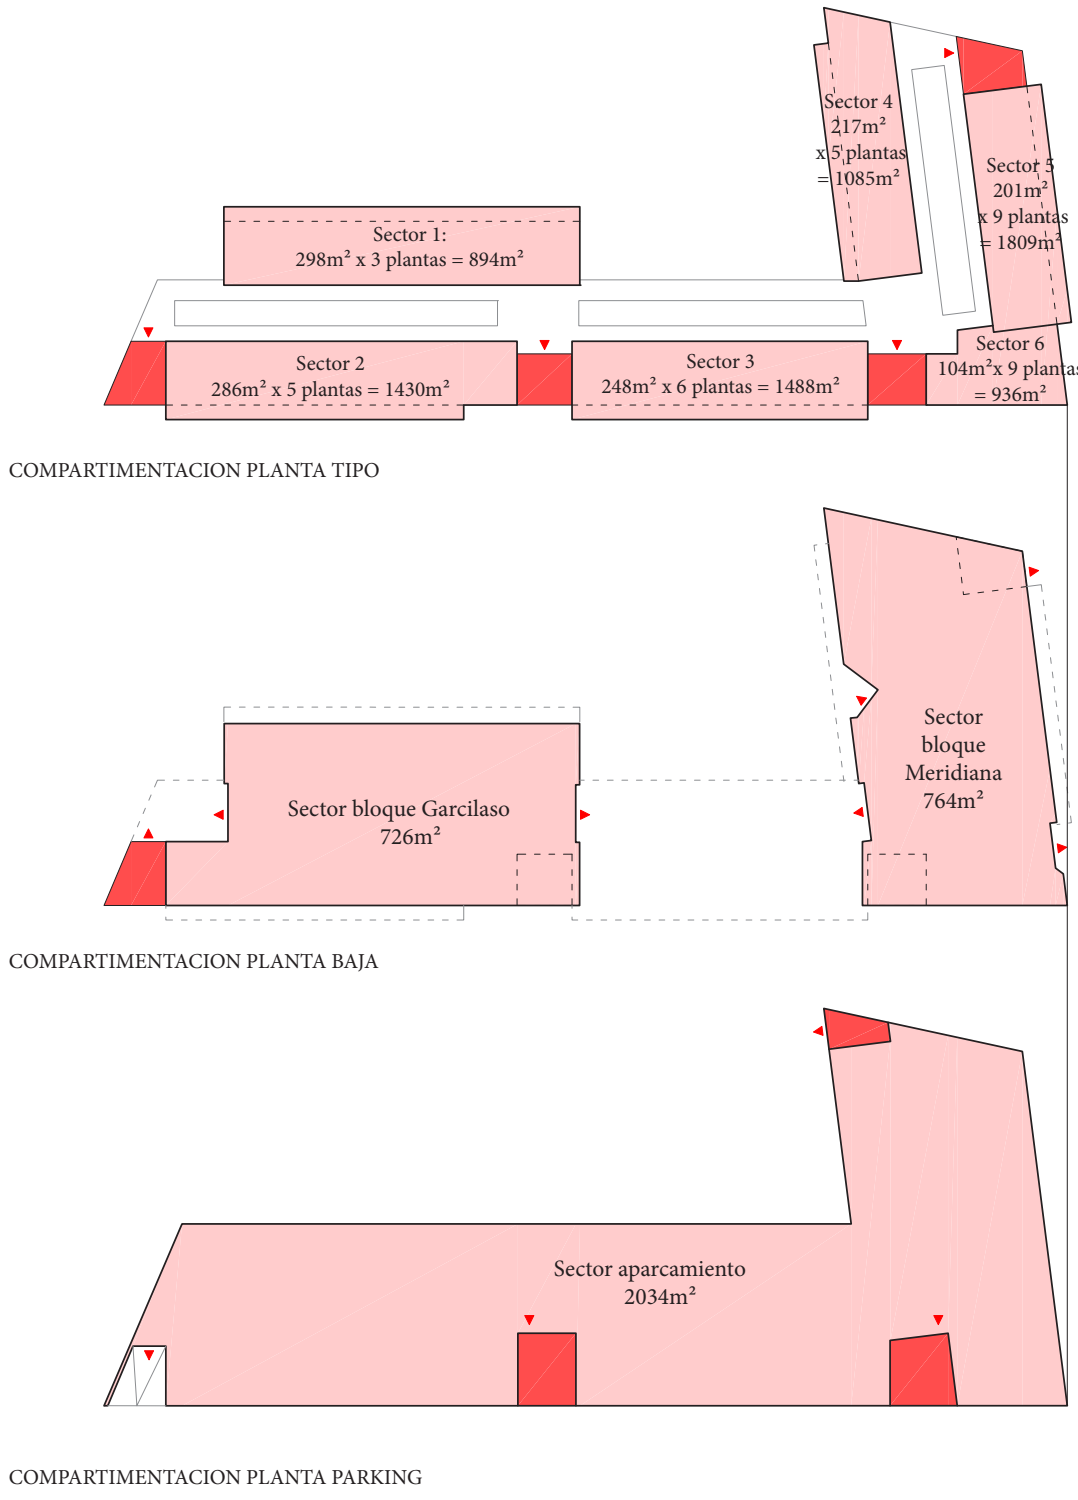 Sector 4
217m²
x 5 plantas
= 1085m²
Sector 5
201m²
x 9 plantas
= 1809m²
Sector 1:
298m² x 3 plantas = 894m²
Sector 2
286m² x 5 plantas = 1430m²
Sector 3
248m² x 6 plantas = 1488m²
Sector 6
104m²x 9 plantas
= 936m²
COMPARTIMENTACION PLANTA TIPO
Sector
bloque
Meridiana
764m²
Sector bloque Garcilaso
726m²
COMPARTIMENTACION PLANTA BAJA
Sector aparcamiento
2034m²
COMPARTIMENTACION PLANTA PARKING